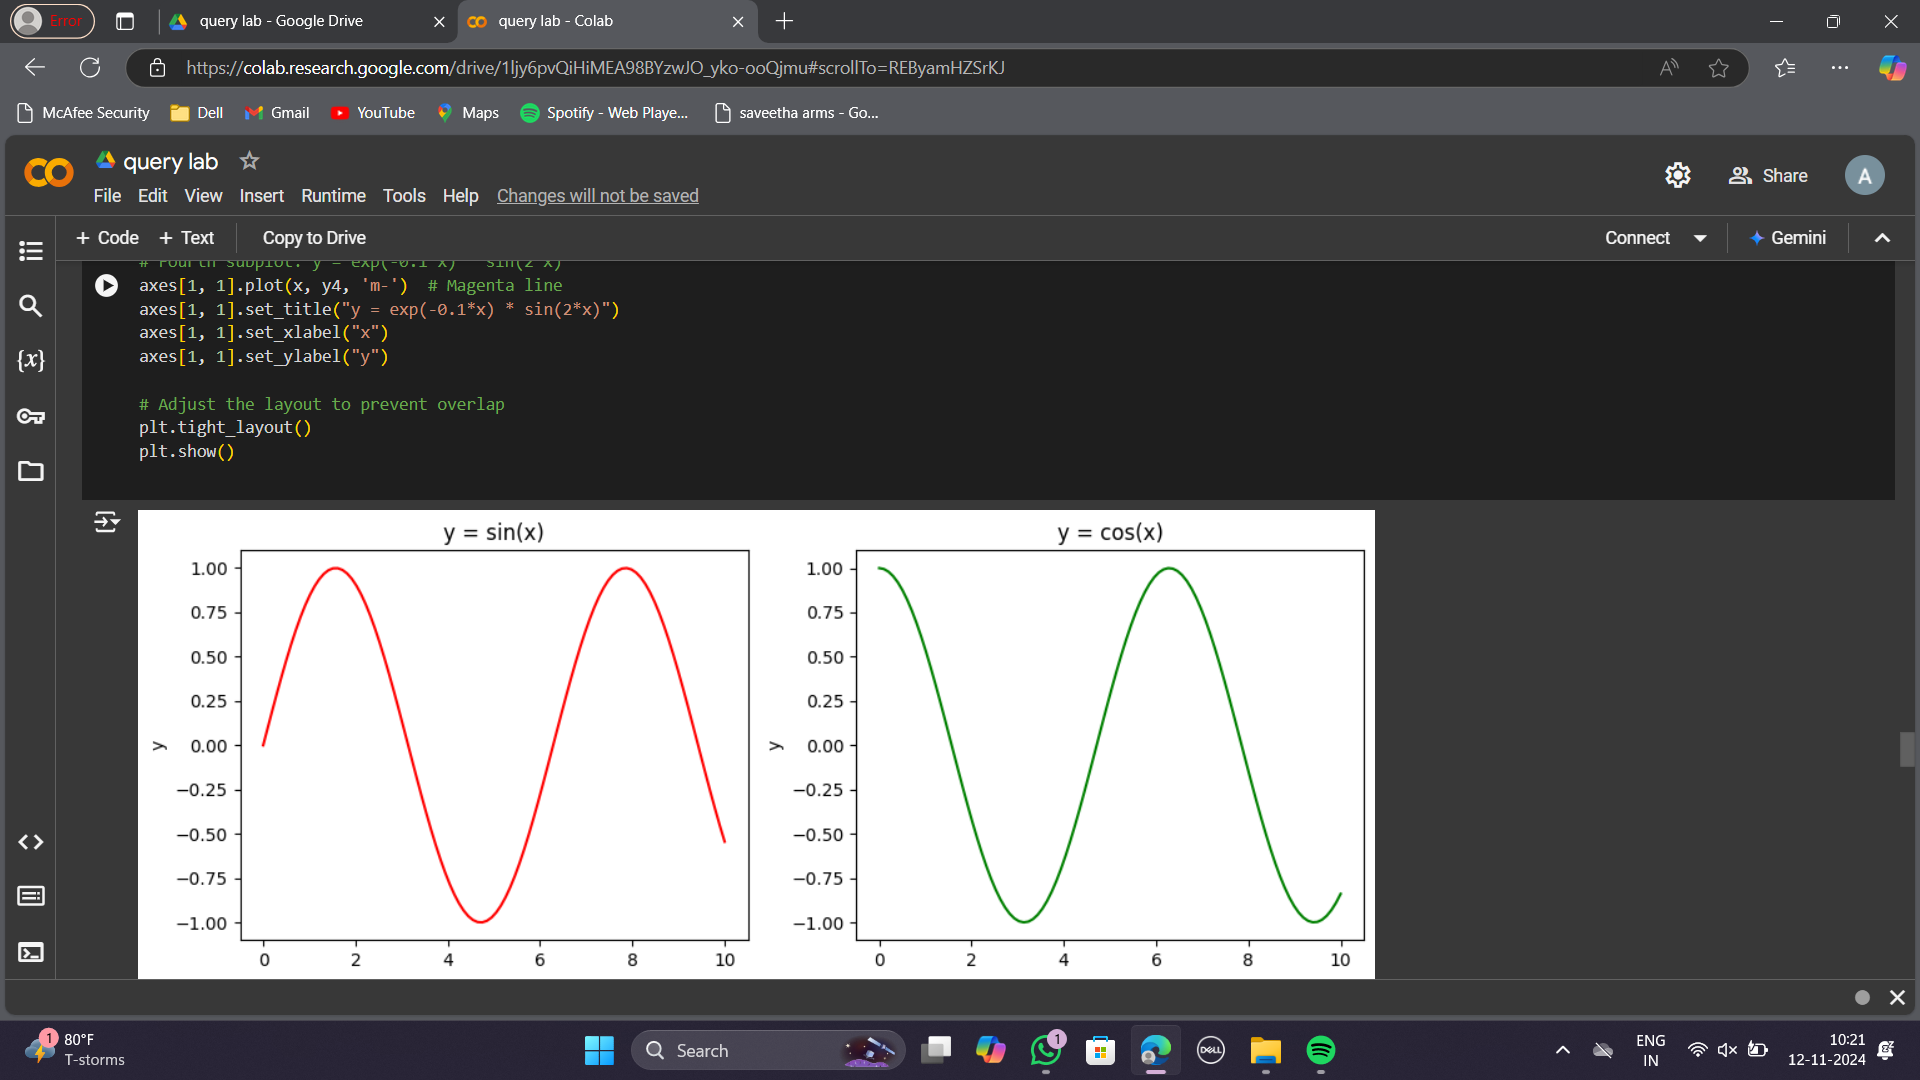 Error
query lab - Google Drive
query lab - Colab
https://colab.research.google.com/drive/1ljy6pvQiHiMEA98BYzwJO_yko-ooQjmu#scrollTo=REByamHZSrKJ
McAfee Security
Dell
Gmail
YouTube
Maps
Spotify - Web Playe...
saveetha arms - Go...
query lab
File Edit View Insert Runtime Tools Help Changes will not be saved
Share
A
+ Code + Text Copy to Drive
Connect
Gemini
# Fourth subplot: y = exp(-0.1*x) * sin(2*x)
axes[1, 1].plot(x, y4, 'm-')  # Magenta line
axes[1, 1].set_title("y = exp(-0.1*x) * sin(2*x)")
axes[1, 1].set_xlabel("x")
axes[1, 1].set_ylabel("y")
# Adjust the layout to prevent overlap
plt.tight_layout()
plt.show()
{x}
y = sin(x)
1.00
0.75
0.50
0.25
0.00
−0.25
−0.50
−0.75
−1.00
y
0 2 4 6 8 10
y = cos(x)
1.00
0.75
0.50
0.25
0.00
−0.25
−0.50
−0.75
−1.00
y
0 2 4 6 8 10
1
80°F
T-storms
Search
1
DELL
ENG
IN
10:21
12-11-2024